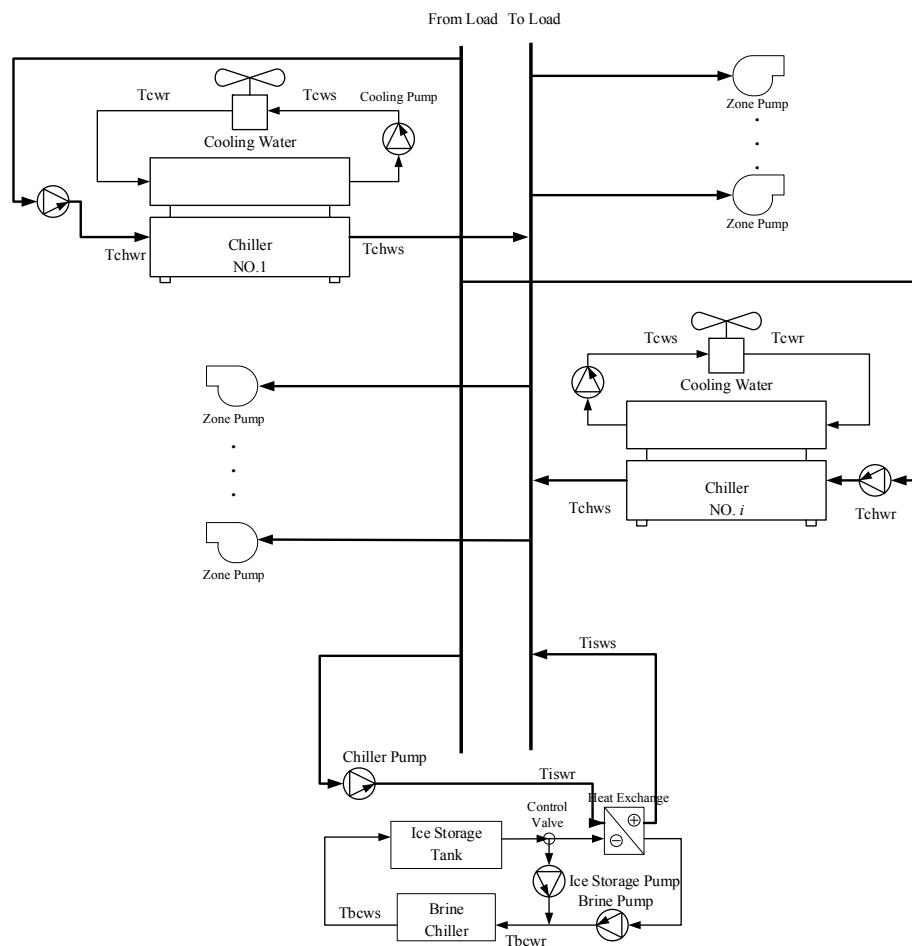 From Load To Load
Tcwr
Tcws
Cooling Pump
Cooling Water
Chiller
NO.1
Tchwr
Tchws
Zone Pump
Zone Pump
Tcws
Tcwr
Cooling Water
Chiller
NO. i
Tchws
Tchwr
Zone Pump
Zone Pump
Tisws
Chiller Pump
Tiswr
Heat Exchange
Control
Valve
Ice Storage
Tank
Ice Storage Pump
Brine Pump
Brine
Chiller
Tbcws
Tbcwr